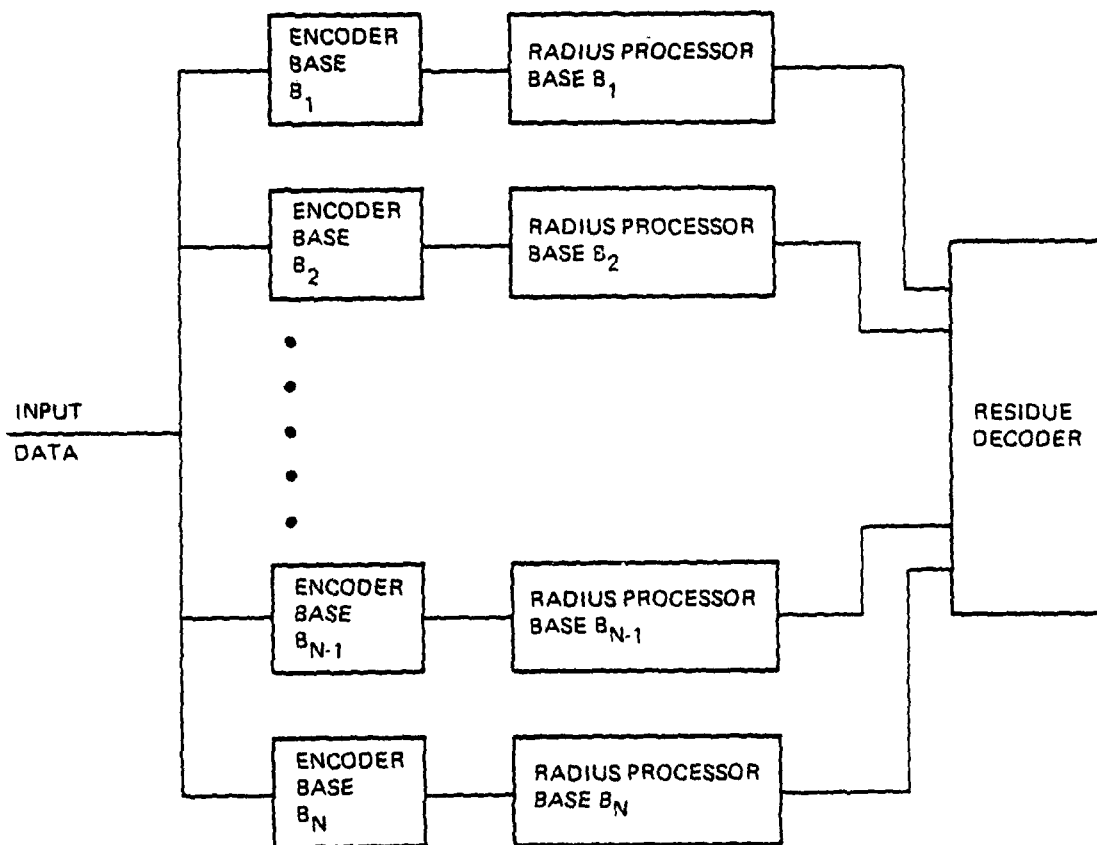 ENCODER
BASE
B1
RADIUS PROCESSOR
BASE B1
ENCODER
BASE
B2
RADIUS PROCESSOR
BASE B2
INPUT
DATA
RESIDUE
DECODER
ENCODER
BASE
BN-1
RADIUS PROCESSOR
BASE BN-1
ENCODER
BASE
BN
RADIUS PROCESSOR
BASE BN